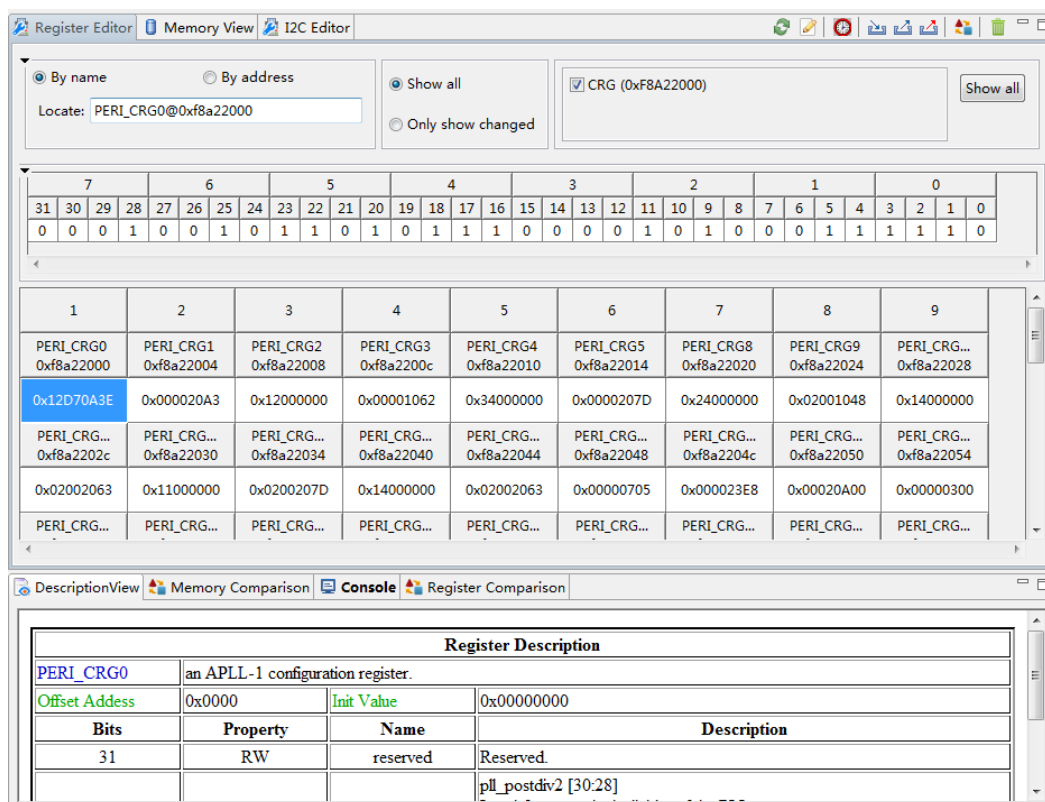 Register Editor Memory View I2C Editor
By name By address Show all CRG (0xF8A22000) Show all
Locate: PERI_CRG0@0xf8a22000
Only show changed
7 6 5 4 3 2 1 0
31 30 29 28 27 26 25 24 23 22 21 20 19 18 17 16 15 14 13 12 11 10 9 8 7 6 5 4 3 2 1 0
0 0 0 1 0 0 1 0 1 1 0 1 0 1 1 1 0 0 0 0 1 0 1 0 0 0 1 1 1 1 1 0
1 2 3 4 5 6 7 8 9
PERI_CRG0 PERI_CRG1 PERI_CRG2 PERI_CRG3 PERI_CRG4 PERI_CRG5 PERI_CRG8 PERI_CRG9 PERI_CRG...
0xf8a22000 0xf8a22004 0xf8a22008 0xf8a2200c 0xf8a22010 0xf8a22014 0xf8a22020 0xf8a22024 0xf8a22028
0x12D70A3E 0x000020A3 0x12000000 0x00001062 0x34000000 0x0000207D 0x24000000 0x02001048 0x14000000
PERI_CRG... PERI_CRG... PERI_CRG... PERI_CRG... PERI_CRG... PERI_CRG... PERI_CRG... PERI_CRG... PERI_CRG...
0xf8a2202c 0xf8a22030 0xf8a22034 0xf8a22040 0xf8a22044 0xf8a22048 0xf8a2204c 0xf8a22050 0xf8a22054
0x02002063 0x11000000 0x0200207D 0x14000000 0x02002063 0x00000705 0x000023E8 0x00020A00 0x00000300
PERI_CRG... PERI_CRG... PERI_CRG... PERI_CRG... PERI_CRG... PERI_CRG... PERI_CRG... PERI_CRG... PERI_CRG...
DescriptionView Memory Comparison Console Register Comparison
Register Description
PERI_CRG0 an APLL-1 configuration register.
Offset Addess 0x0000 Init Value 0x00000000
Bits Property Name Description
31 RW reserved Reserved.
pll_postdiv2 [30:28]